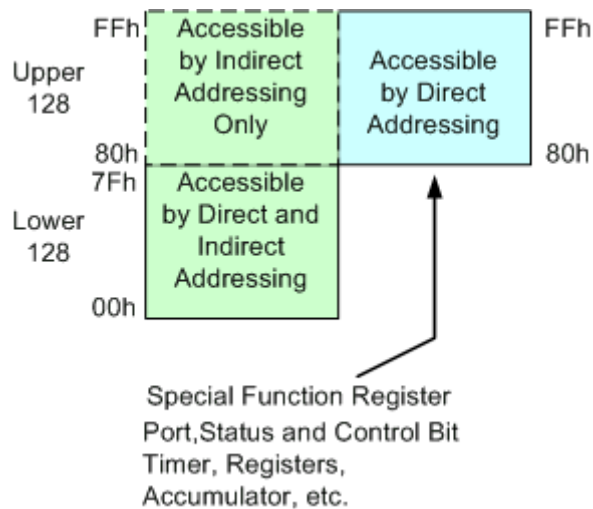 FFh
Upper
128
80h
Accessible
by Indirect
Addressing
Only
Accessible
by Direct
Addressing
FFh
80h
7Fh
Lower
128
00h
Accessible
by Direct and
Indirect
Addressing
Special Function Register
Port,Status and Control Bit
Timer, Registers,
Accumulator, etc.